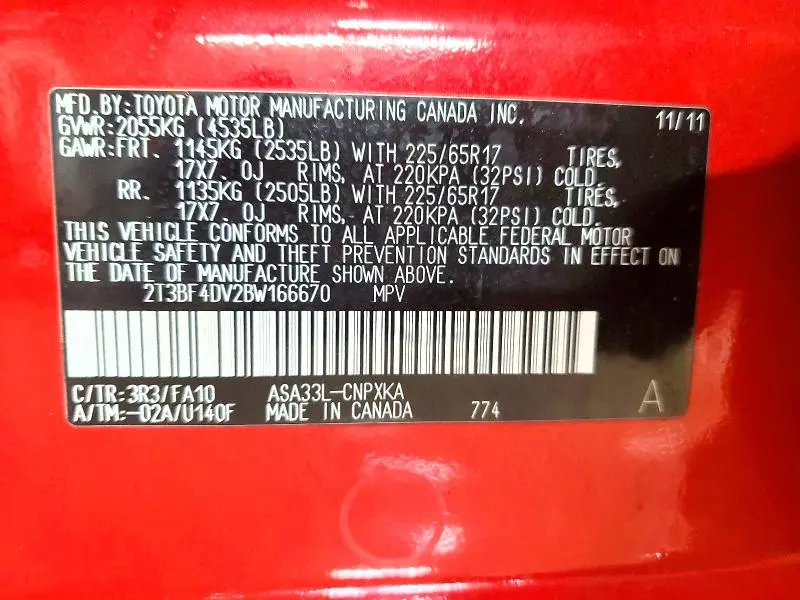 MFD.BY:TOYOTA MOTOR MANUFACTURING CANADA INC. 11/11
GVWR:2055KG (4535LB)
GAWR:FRT. 1145KG (2535LB) WITH 225/65R17 TIRES,
17X7.0J RIMS, AT 220KPA (32PSI) COLD.
RR. 1135KG (2505LB) WITH 225/65R17 TIRES,
17X7.0J RIMS, AT 220KPA (32PSI) COLD.
THIS VEHICLE CONFORMS TO ALL APPLICABLE FEDERAL MOTOR
VEHICLE SAFETY AND THEFT PREVENTION STANDARDS IN EFFECT ON
THE DATE OF MANUFACTURE SHOWN ABOVE.
2T3BF4DV2BW166670 MPV
C/TR:3R3/FA10 ASA33L-CNPXKA
A/TM:-02A/U140F MADE IN CANADA 774 A